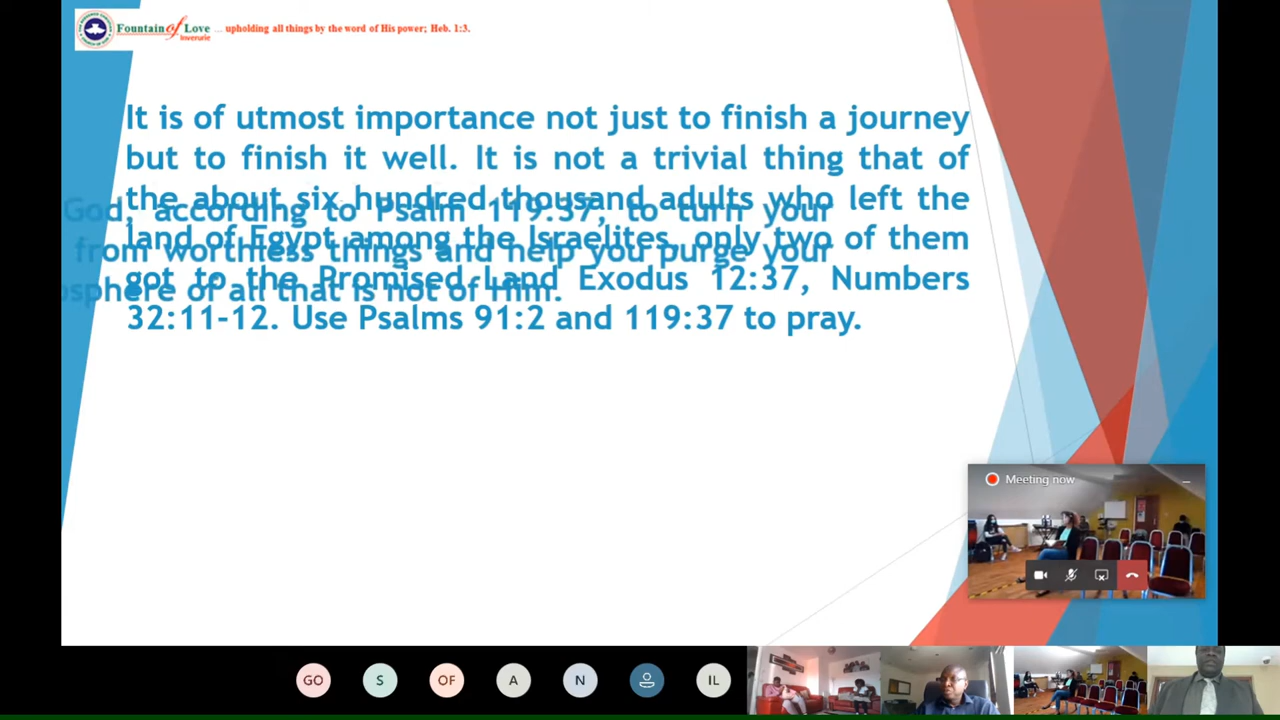 Fountain of Love
Inverurie
... upholding all things by the word of His power; Heb. 1:3.
It is of utmost importance not just to finish a journey
but to finish it well. It is not a trivial thing that of
the about six hundred thousand adults who left the
land of Egypt among the Israelites, only two of them
got to the Promised Land Exodus 12:37, Numbers
32:11-12. Use Psalms 91:2 and 119:37 to pray.
God, according to Psalm 119:37, to turn your
from worthless things and help you purge your
sphere of all that is not of Him.
Meeting now
GO S OF A N IL